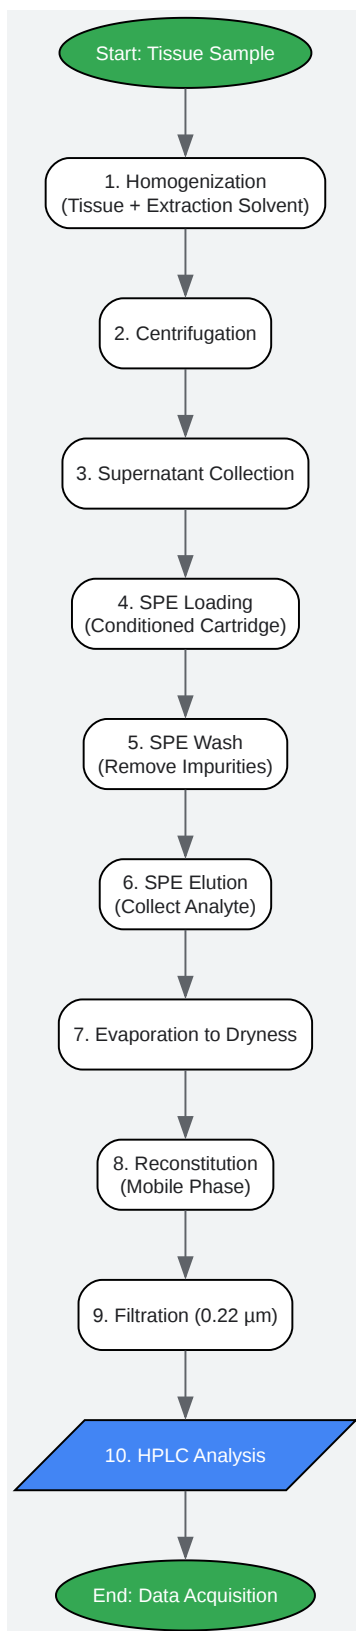 Start: Tissue Sample
1. Homogenization
(Tissue + Extraction Solvent)
2. Centrifugation
3. Supernatant Collection
4. SPE Loading
(Conditioned Cartridge)
5. SPE Wash
(Remove Impurities)
6. SPE Elution
(Collect Analyte)
7. Evaporation to Dryness
8. Reconstitution
(Mobile Phase)
9. Filtration (0.22 µm)
10. HPLC Analysis
End: Data Acquisition